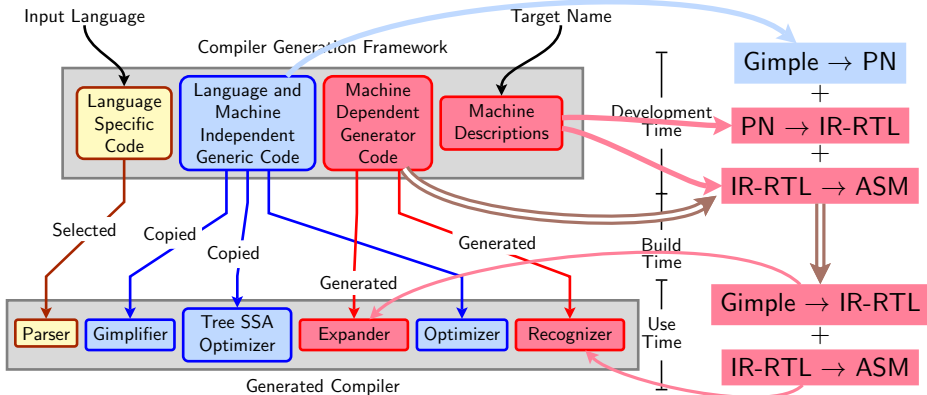 Input Language
Target Name
Compiler Generation Framework
Language
Specific
Code
Language and
Machine
Independent
Generic Code
Machine
Dependent
Generator
Code
Machine
Descriptions
Development
Time
Gimple → PN
+
PN → IR-RTL
+
IR-RTL → ASM
Selected
Copied
Copied
Generated
Generated
Build
Time
Parser
Gimplifier
Tree SSA
Optimizer
Expander
Optimizer
Recognizer
Use
Time
Gimple → IR-RTL
+
IR-RTL → ASM
Generated Compiler